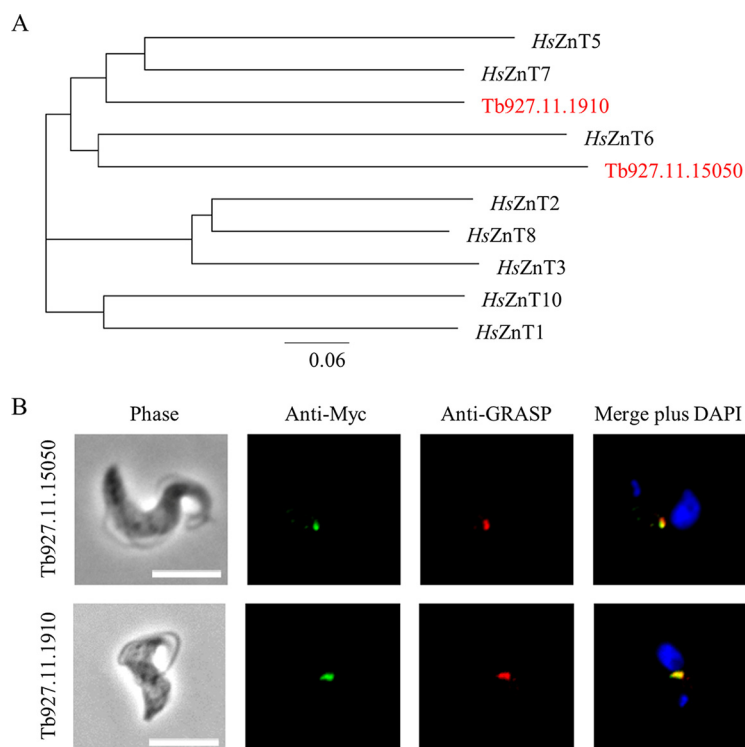 A
HsZnT5
HsZnT7
Tb927.11.1910
HsZnT6
Tb927.11.15050
HsZnT2
HsZnT8
HsZnT3
HsZnT10
HsZnT1
0.06
B
Phase Anti-Myc Anti-GRASP Merge plus DAPI
Tb927.11.15050
Tb927.11.1910